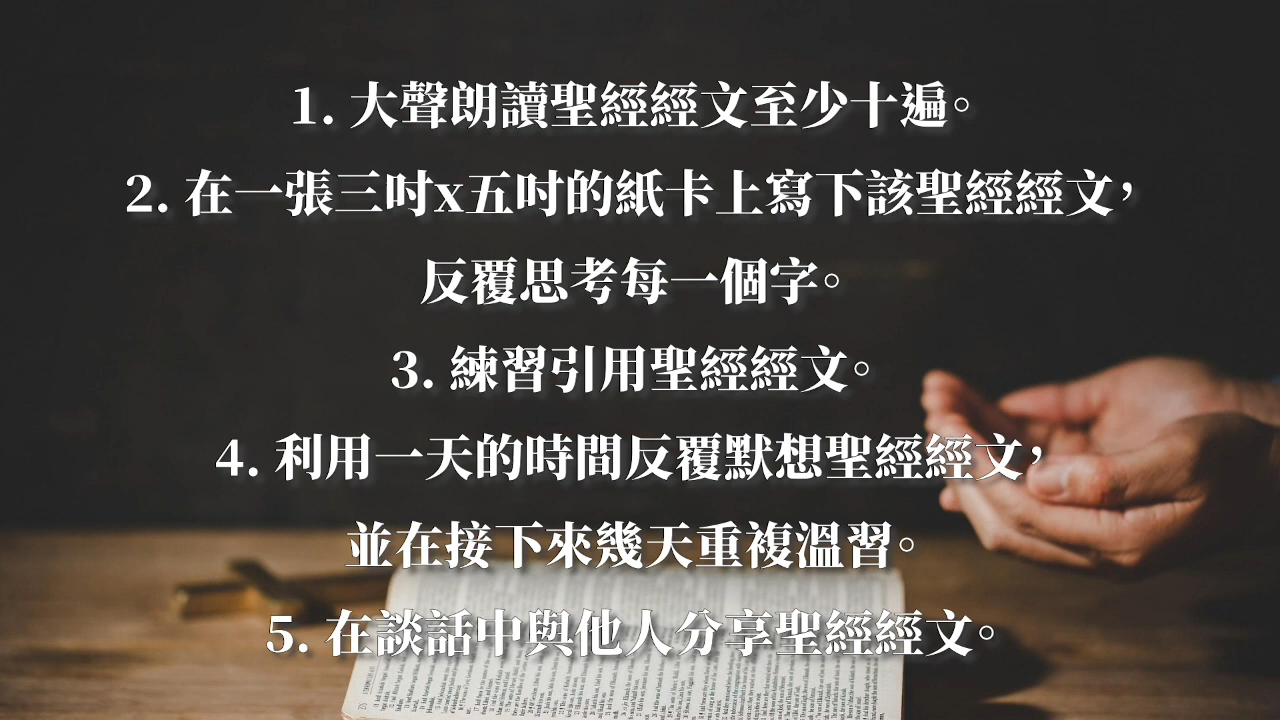 1. 大聲朗讀聖經經文至少十遍。
2. 在一張三吋x五吋的紙卡上寫下該聖經經文，
反覆思考每一個字。
3. 練習引用聖經經文。
4. 利用一天的時間反覆默想聖經經文，
並在接下來幾天重複溫習。
5. 在談話中與他人分享聖經經文。